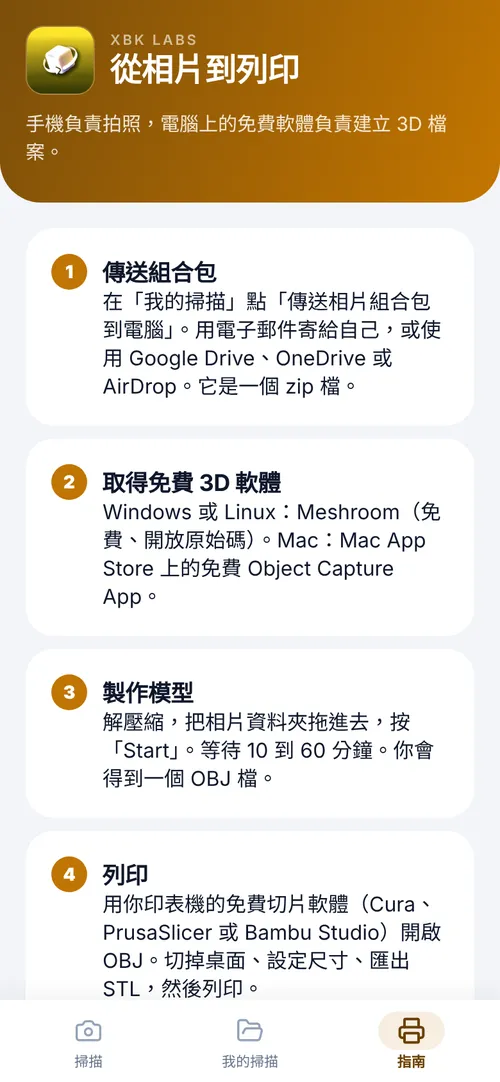 XBK LABS
從相片到列印
手機負責拍照，電腦上的免費軟體負責建立 3D 檔
案。
1
傳送組合包
在「我的掃描」點「傳送相片組合包
到電腦」。用電子郵件寄給自己，或使
用 Google Drive、OneDrive 或
AirDrop。它是一個 zip 檔。
2
取得免費 3D 軟體
Windows 或 Linux：Meshroom（免
費、開放原始碼）。Mac：Mac App
Store 上的免費 Object Capture
App。
3
製作模型
解壓縮，把相片資料夾拖進去，按
「Start」。等待 10 到 60 分鐘。你會
得到一個 OBJ 檔。
4
列印
用你印表機的免費切片軟體（Cura、
PrusaSlicer 或 Bambu Studio）開啟
OBJ。切掉桌面、設定尺寸、匯出
STL，然後列印。
掃描
我的掃描
指南